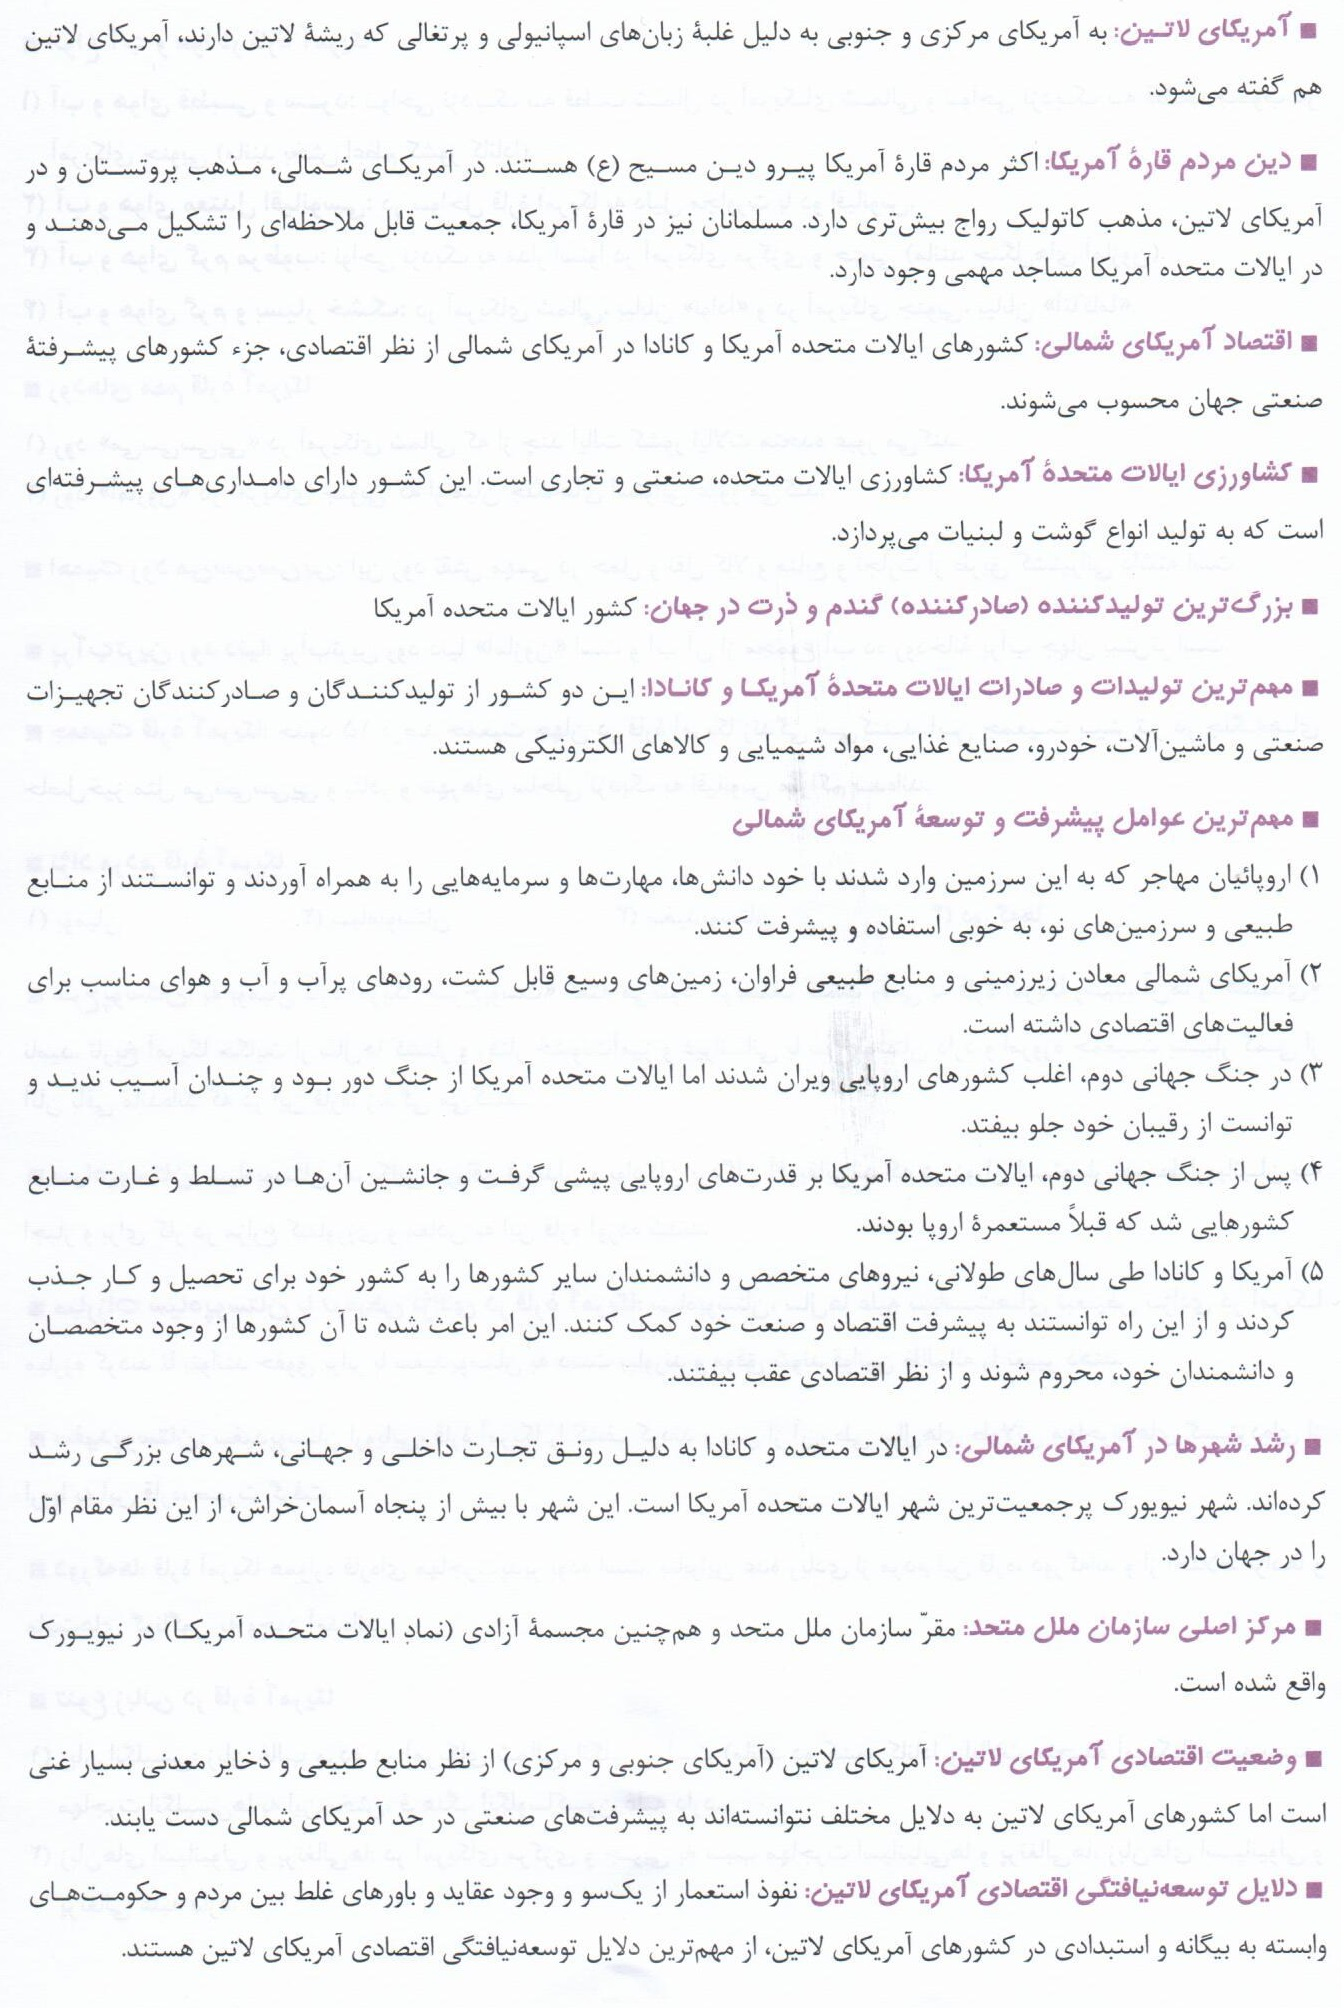 ■ آمریکای لاتین: به آمریکای مرکزی و جنوبی به دلیل غلبۀ زبان‌های اسپانیولی و پرتغالی که ریشۀ لاتین دارند، آمریکای لاتین
هم گفته می‌شود.
■ دین مردم قارۀ آمریکا: اکثر مردم قارۀ آمریکا پیرو دین مسیح (ع) هستند. در آمریکای شمالی، مذهب پروتستان و در
آمریکای لاتین، مذهب کاتولیک رواج بیش‌تری دارد. مسلمانان نیز در قارۀ آمریکا، جمعیت قابل ملاحظه‌ای را تشکیل می‌دهند و
در ایالات متحده آمریکا مساجد مهمی وجود دارد.
■ اقتصاد آمریکای شمالی: کشورهای ایالات متحده آمریکا و کانادا در آمریکای شمالی از نظر اقتصادی، جزء کشورهای پیشرفتۀ
صنعتی جهان محسوب می‌شوند.
■ کشاورزی ایالات متحدۀ آمریکا: کشاورزی ایالات متحده، صنعتی و تجاری است. این کشور دارای دامداری‌های پیشرفته‌ای
است که به تولید انواع گوشت و لبنیات می‌پردازد.
■ بزرگ‌ترین تولیدکننده (صادرکننده) گندم و ذرت در جهان: کشور ایالات متحده آمریکا
■ مهم‌ترین تولیدات و صادرات ایالات متحدۀ آمریکا و کانادا: این دو کشور از تولیدکنندگان و صادرکنندگان تجهیزات
صنعتی و ماشین‌آلات، خودرو، صنایع غذایی، مواد شیمیایی و کالاهای الکترونیکی هستند.
■ مهم‌ترین عوامل پیشرفت و توسعۀ آمریکای شمالی
۱) اروپائیان مهاجر که به این سرزمین وارد شدند با خود دانش‌ها، مهارت‌ها و سرمایه‌هایی را به همراه آوردند و توانستند از منابع
طبیعی و سرزمین‌های نو، به خوبی استفاده و پیشرفت کنند.
۲) آمریکای شمالی معادن زیرزمینی و منابع طبیعی فراوان، زمین‌های وسیع قابل کشت، رودهای پرآب و آب و هوای مناسب برای
فعالیت‌های اقتصادی داشته است.
۳) در جنگ جهانی دوم، اغلب کشورهای اروپایی ویران شدند اما ایالات متحده آمریکا از جنگ دور بود و چندان آسیب ندید و
توانست از رقیبان خود جلو بیفتد.
۴) پس از جنگ جهانی دوم، ایالات متحده آمریکا بر قدرت‌های اروپایی پیشی گرفت و جانشین آن‌ها در تسلط و غارت منابع
کشورهایی شد که قبلاً مستعمرۀ اروپا بودند.
۵) آمریکا و کانادا طی سال‌های طولانی، نیروهای متخصص و دانشمندان سایر کشورها را به کشور خود برای تحصیل و کار جذب
کردند و از این راه توانستند به پیشرفت اقتصاد و صنعت خود کمک کنند. این امر باعث شده تا آن کشورها از وجود متخصصان
و دانشمندان خود، محروم شوند و از نظر اقتصادی عقب بیفتند.
■ رشد شهرها در آمریکای شمالی: در ایالات متحده و کانادا به دلیل رونق تجارت داخلی و جهانی، شهرهای بزرگی رشد
کرده‌اند. شهر نیویورک پرجمعیت‌ترین شهر ایالات متحده آمریکا است. این شهر با بیش از پنجاه آسمان‌خراش، از این نظر مقام اوّل
را در جهان دارد.
■ مرکز اصلی سازمان ملل متحد: مقرّ سازمان ملل متحد و هم‌چنین مجسمۀ آزادی (نماد ایالات متحده آمریکا) در نیویورک
واقع شده است.
■ وضعیت اقتصادی آمریکای لاتین: آمریکای لاتین (آمریکای جنوبی و مرکزی) از نظر منابع طبیعی و ذخایر معدنی بسیار غنی
است اما کشورهای آمریکای لاتین به دلایل مختلف نتوانسته‌اند به پیشرفت‌های صنعتی در حد آمریکای شمالی دست یابند.
■ دلایل توسعه‌نیافتگی اقتصادی آمریکای لاتین: نفوذ استعمار از یک‌سو و وجود عقاید و باورهای غلط بین مردم و حکومت‌های
وابسته به بیگانه و استبدادی در کشورهای آمریکای لاتین، از مهم‌ترین دلایل توسعه‌نیافتگی اقتصادی آمریکای لاتین هستند.